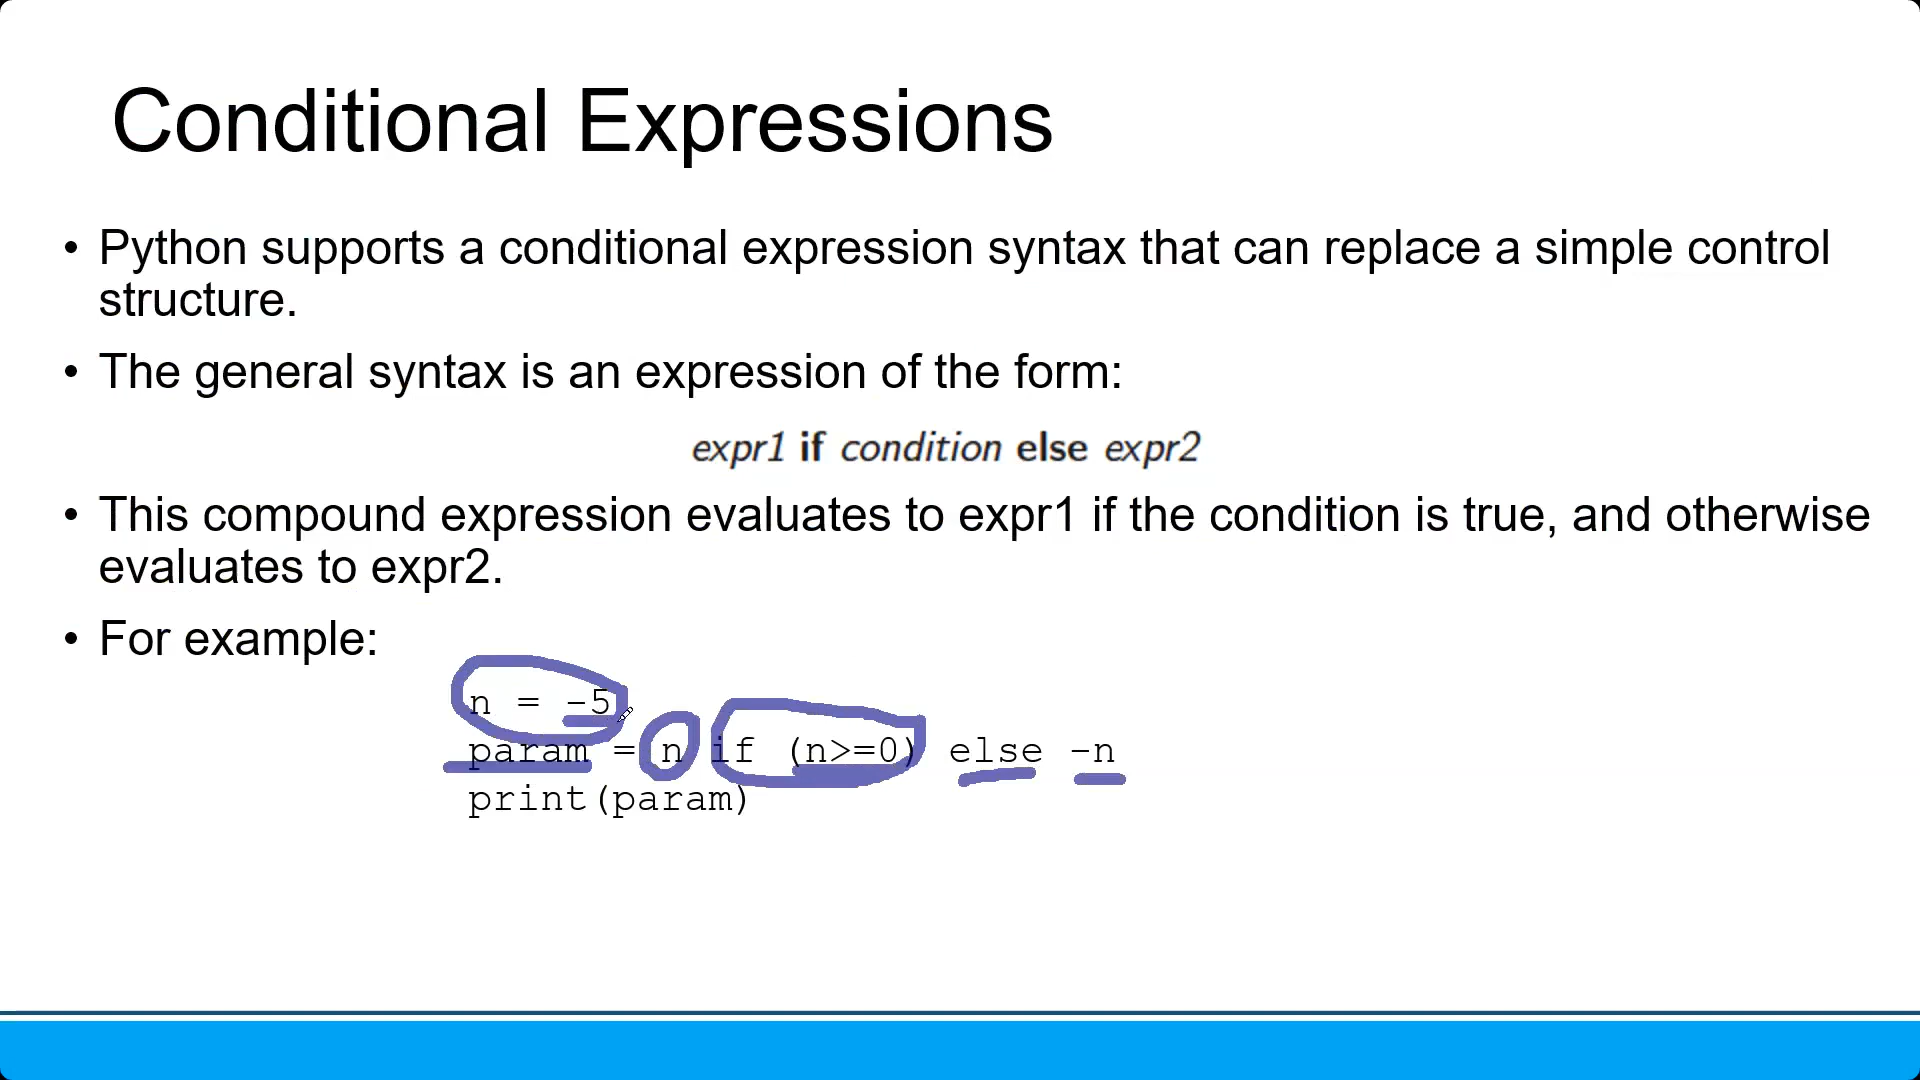 Conditional Expressions
• Python supports a conditional expression syntax that can replace a simple control
structure.
• The general syntax is an expression of the form:
expr1 if condition else expr2
• This compound expression evaluates to expr1 if the condition is true, and otherwise
evaluates to expr2.
• For example:
n = -5
param = n if (n>=0) else -n
print(param)